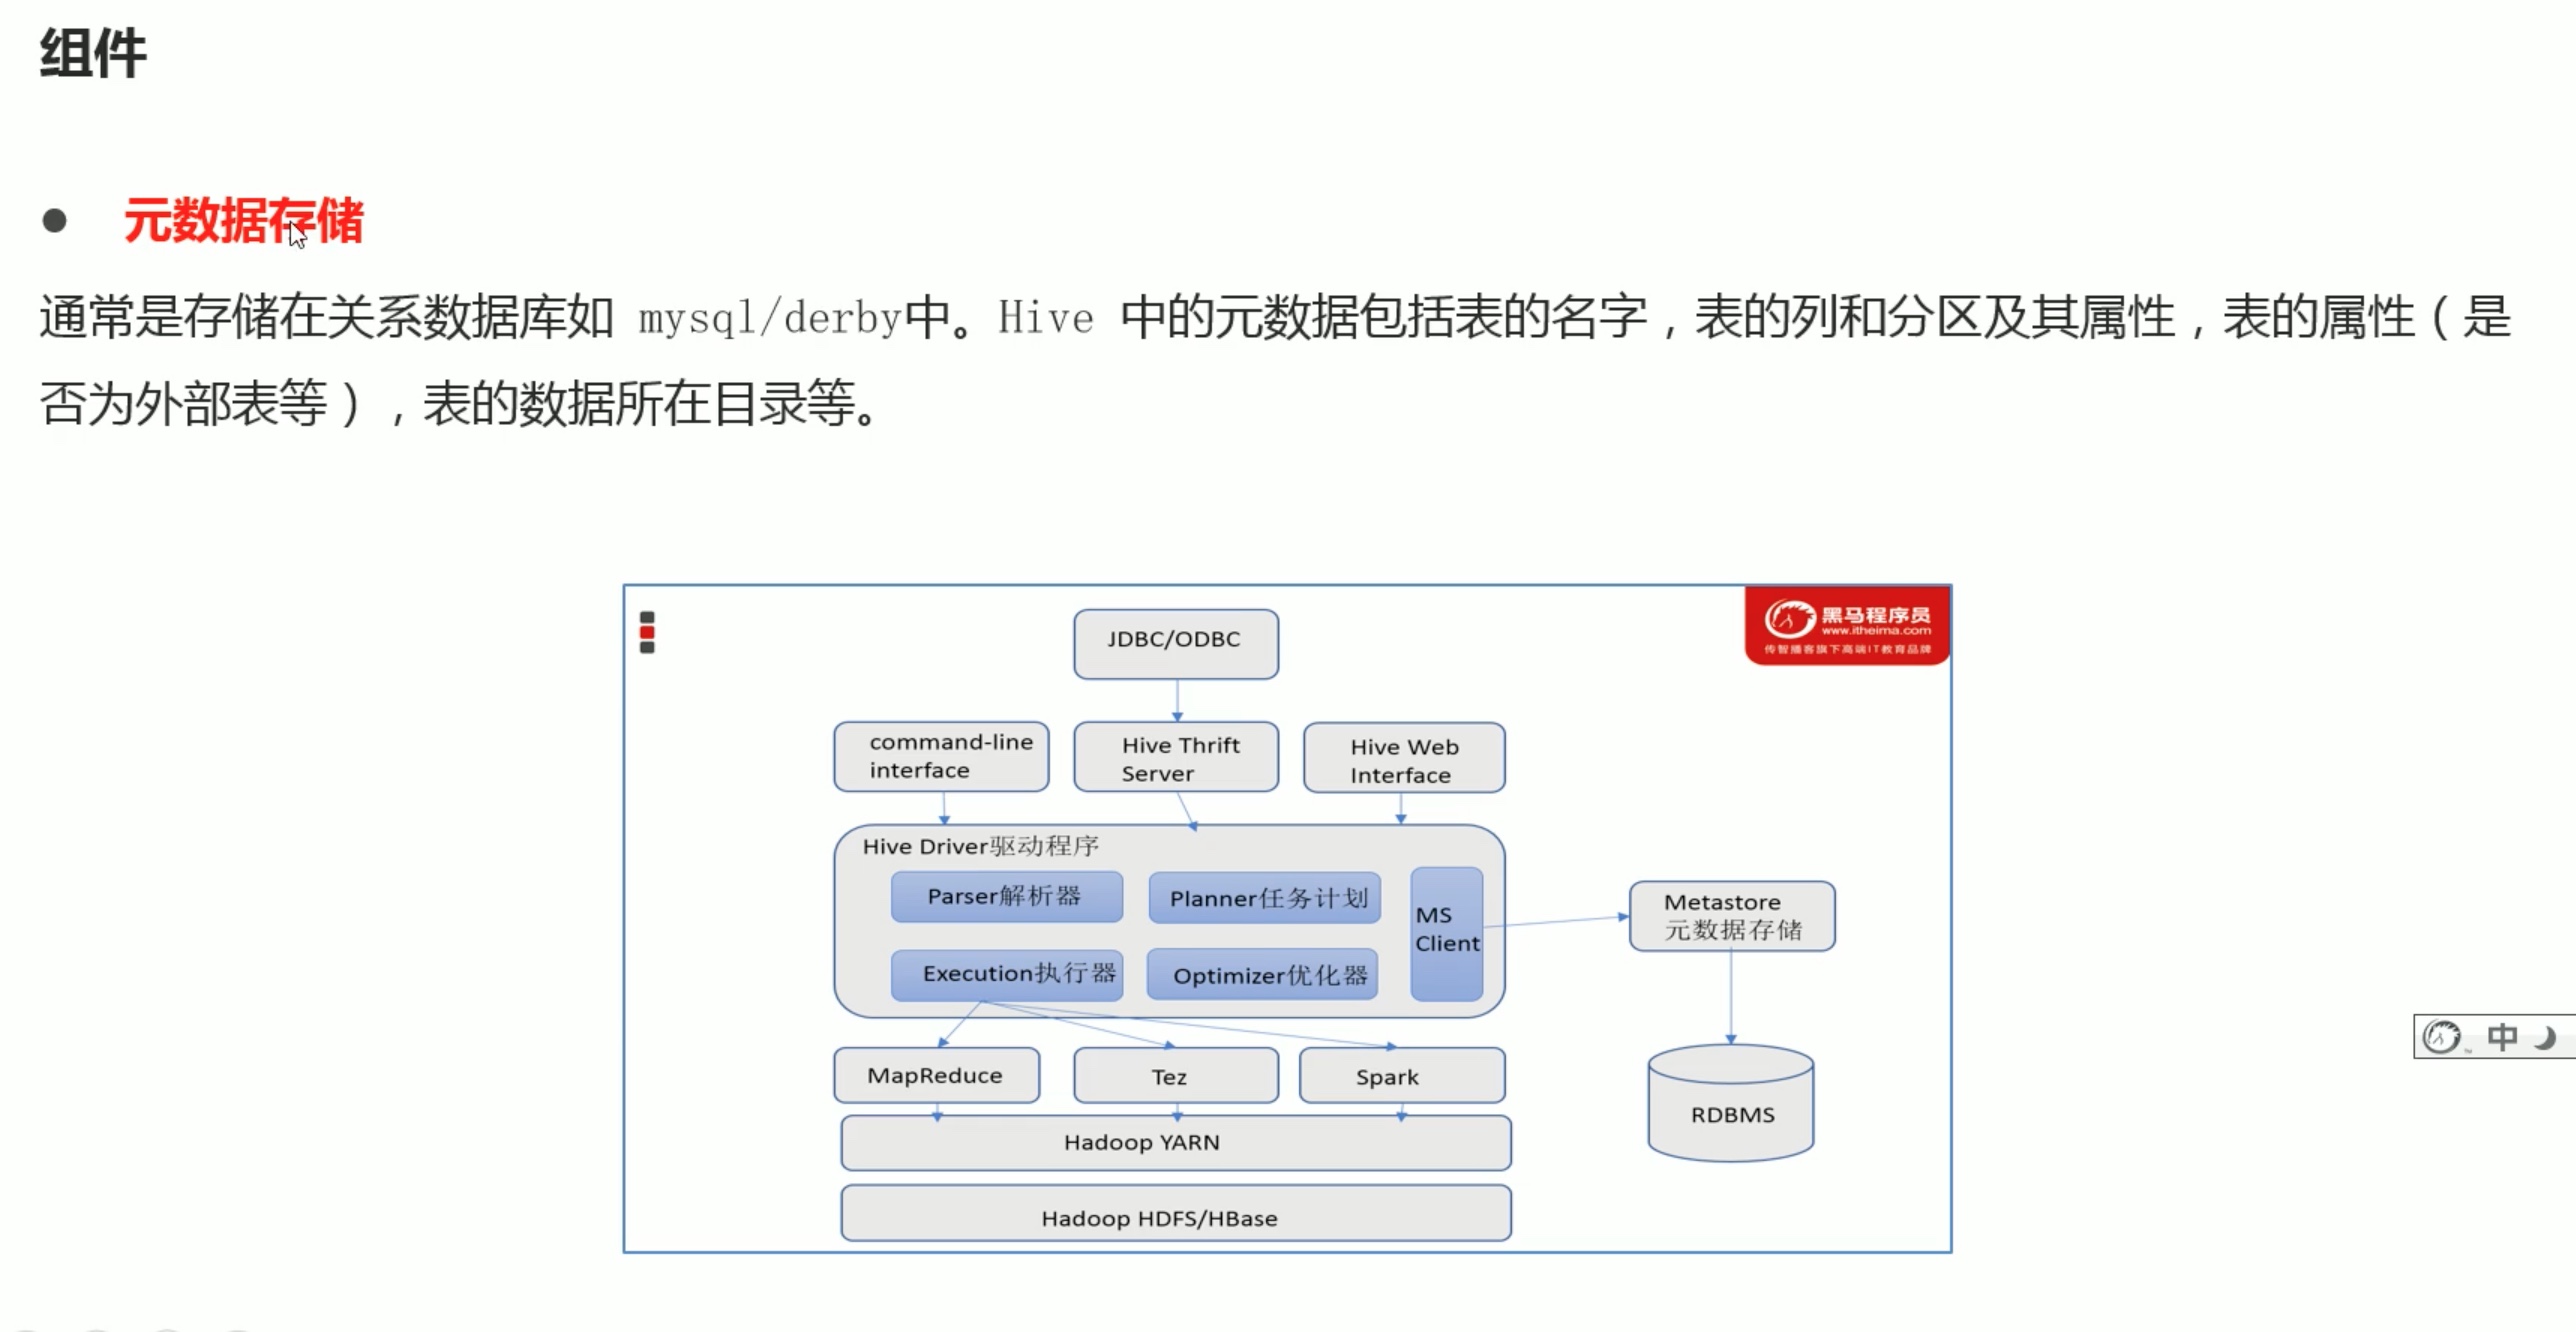 组件
元数据存储
通常是存储在关系数据库如 mysql/derby中。Hive 中的元数据包括表的名字，表的列和分区及其属性，表的属性（是
否为外部表等），表的数据所在目录等。
黑马程序员
www.itheima.com
传智播客旗下高端IT教育品牌
JDBC/ODBC
command-line
interface
Hive Thrift
Server
Hive Web
Interface
Hive Driver驱动程序
Parser解析器
Planner任务计划
MS
Client
Execution执行器
Optimizer优化器
Metastore
元数据存储
MapReduce
Tez
Spark
Hadoop YARN
RDBMS
Hadoop HDFS/HBase
中